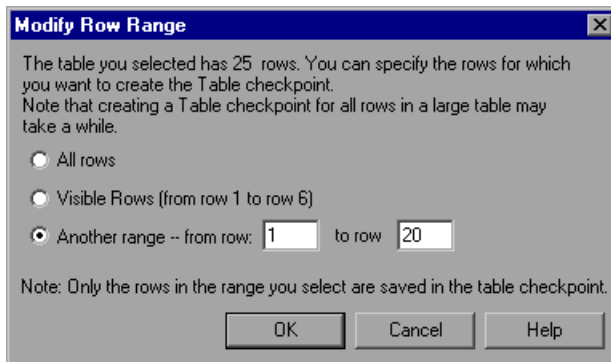 Modify Row Range
The table you selected has 25 rows. You can specify the rows for which
you want to create the Table checkpoint.
Note that creating a Table checkpoint for all rows in a large table may
take a while.
All rows
Visible Rows (from row 1 to row 6)
Another range -- from row: 1 to row 20
Note: Only the rows in the range you select are saved in the table checkpoint.
OK Cancel Help